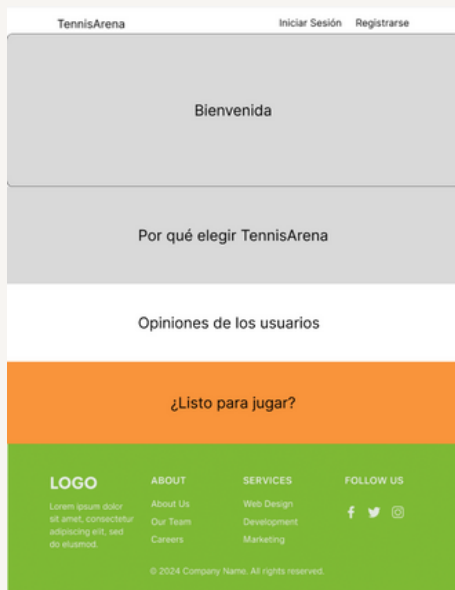 TennisArena
Iniciar Sesión Registrarse
Bienvenida
Por qué elegir TennisArena
Opiniones de los usuarios
¿Listo para jugar?
LOGO
Lorem ipsum dolor
sit amet, consectetur
adipiscing elit, sed
do eiusmod.
ABOUT
About Us
Our Team
Careers
SERVICES
Web Design
Development
Marketing
FOLLOW US
© 2024 Company Name. All rights reserved.